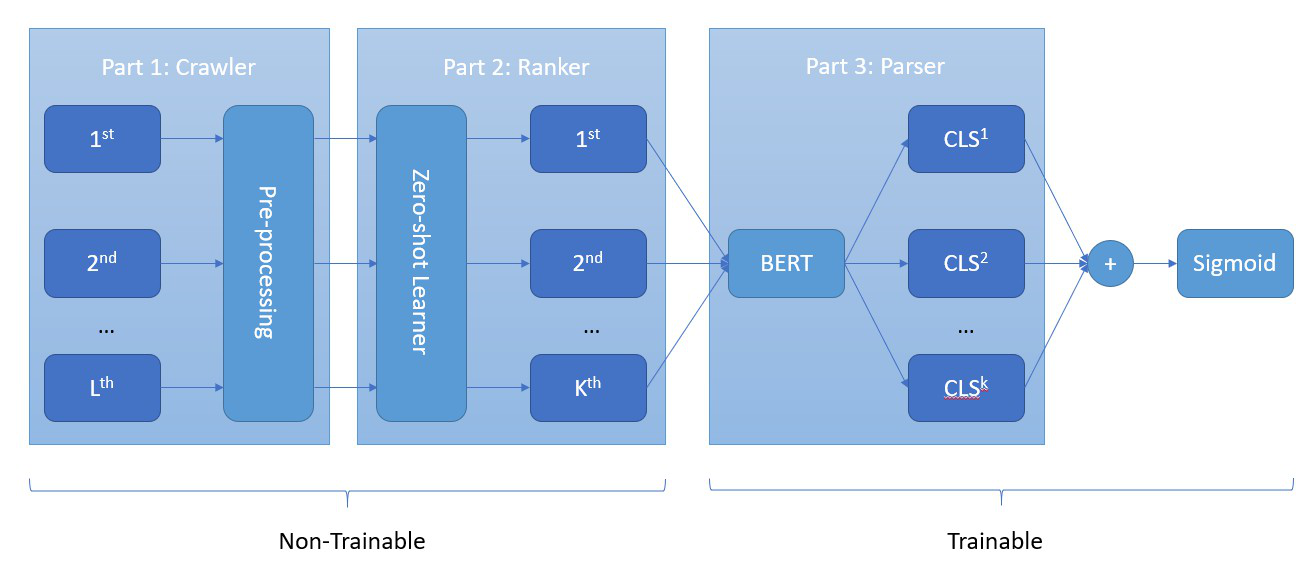 Part 1: Crawler
1st
2nd
...
Lth
Pre-processing
Part 2: Ranker
Zero-shot Learner
1st
2nd
...
Kth
Part 3: Parser
BERT
CLS1
CLS2
...
CLSk
+
Sigmoid
Non-Trainable
Trainable